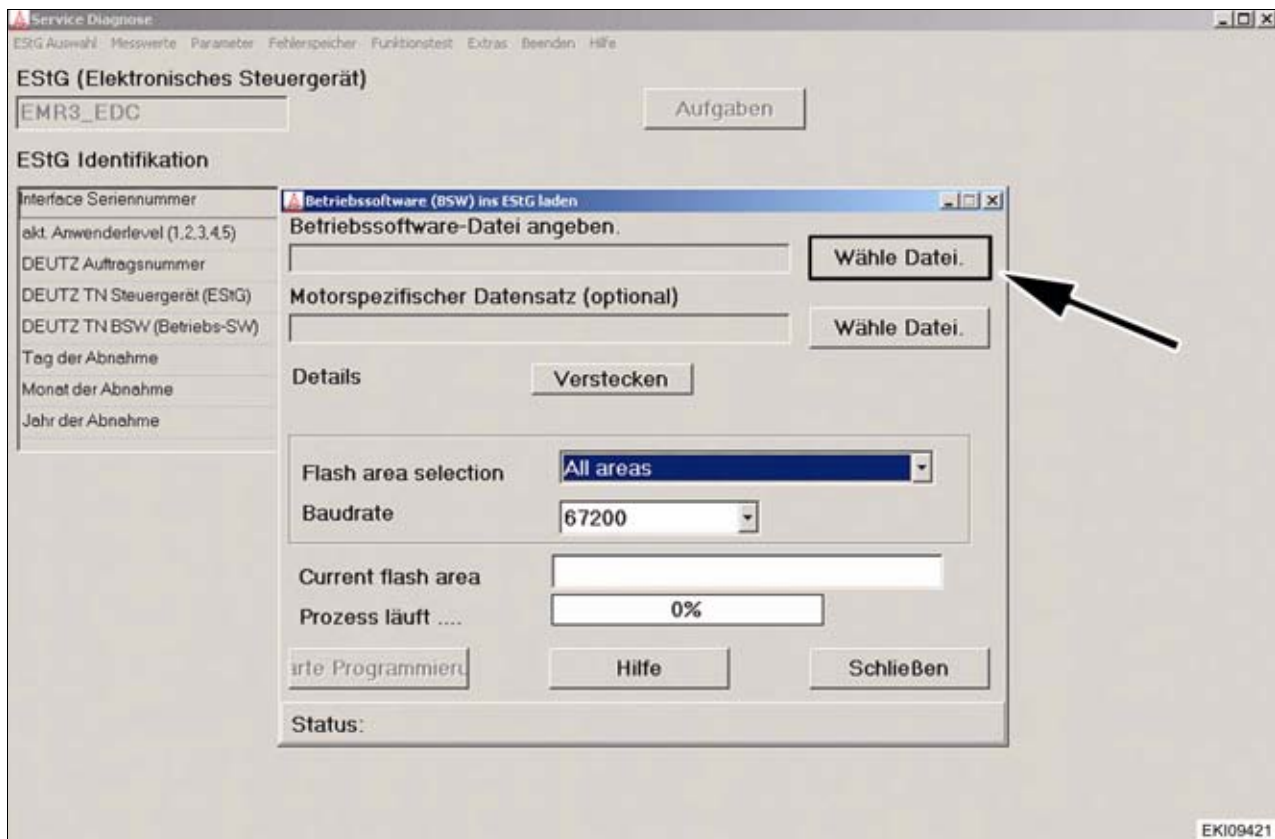 Service Diagnose
EStG Auswahl Messwerte Parameter Fehlerspeicher Funktionstest Extras Beenden Hilfe
EStG (Elektronisches Steuergerät)
EMR3_EDC
Aufgaben
EStG Identifikation
Interface Seriennummer
akt. Anwenderlevel (1,2,3,4,5)
DEUTZ Auftragsnummer
DEUTZ TN Steuergerät (EStG)
DEUTZ TN BSW (Betriebs-SW)
Tag der Abnahme
Monat der Abnahme
Jahr der Abnahme
Betriebssoftware (BSW) ins EStG laden
Betriebssoftware-Datei angeben.
Wähle Datei.
Motorspezifischer Datensatz (optional)
Wähle Datei.
Details
Verstecken
Flash area selection
All areas
Baudrate
67200
Current flash area
Prozess läuft ....
0%
arte Programmieru
Hilfe
Schließen
Status:
EKI09421